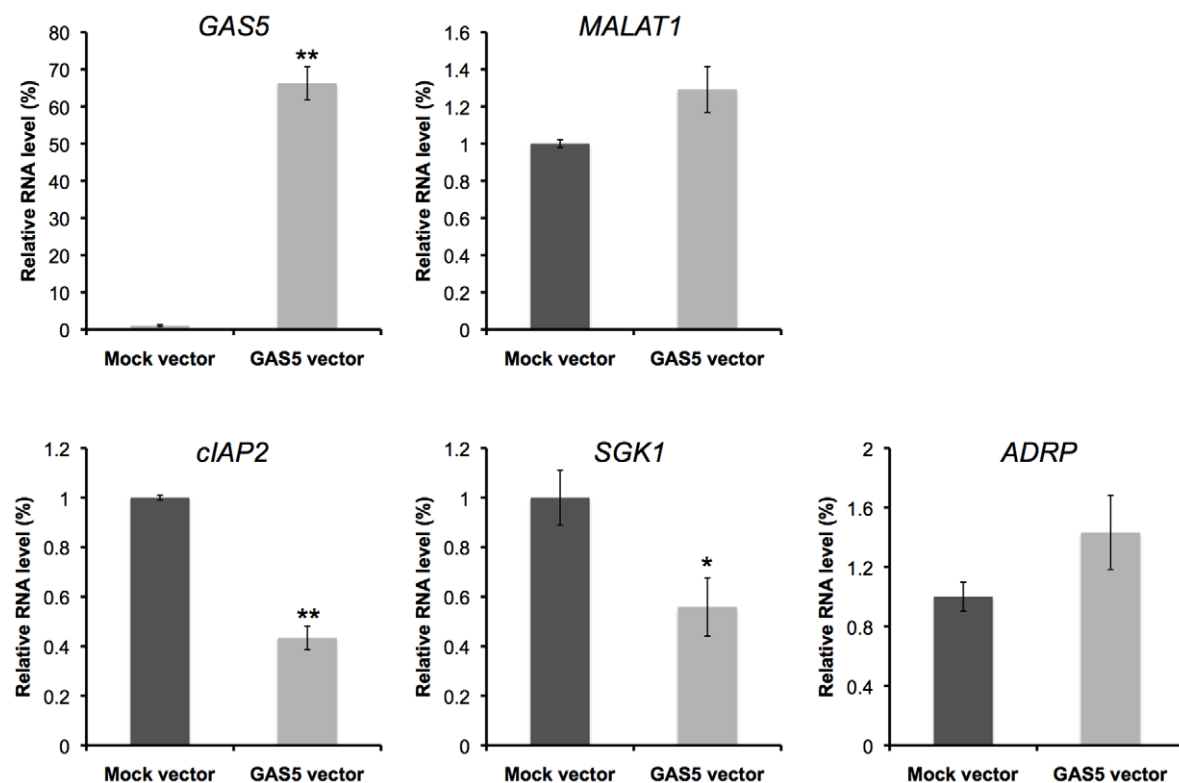 GAS5
Relative RNA level (%)
80
70
60
50
40
30
20
10
0
**
Mock vector GAS5 vector
MALAT1
Relative RNA level (%)
1.6
1.4
1.2
1
0.8
0.6
0.4
0.2
0
Mock vector GAS5 vector
cIAP2
Relative RNA level (%)
1.2
1
0.8
0.6
0.4
0.2
0
**
Mock vector GAS5 vector
SGK1
Relative RNA level (%)
1.2
1
0.8
0.6
0.4
0.2
0
*
Mock vector GAS5 vector
ADRP
Relative RNA level (%)
2
1.6
1.2
0.8
0.4
0
Mock vector GAS5 vector